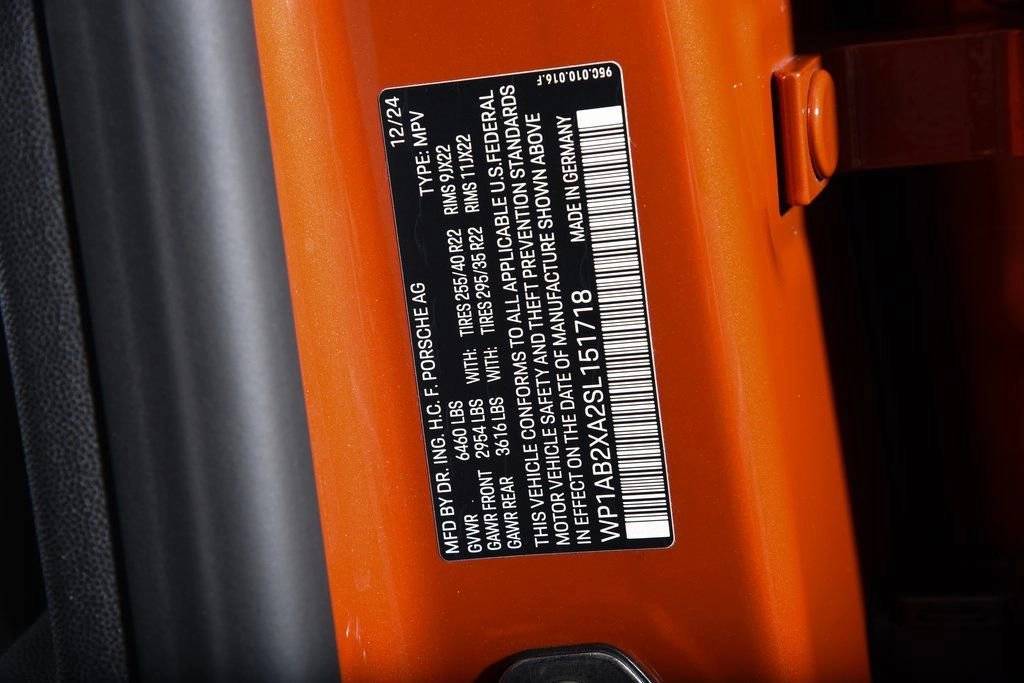 12/24
MFD BY DR. ING. H.C. F. PORSCHE AG TYPE: MPV
GVWR 6460 LBS WITH: TIRES 255/40 R22 RIMS 9JX22
GAWR FRONT 2954 LBS WITH: TIRES 295/35 R22 RIMS 11JX22
GAWR REAR 3616 LBS
THIS VEHICLE CONFORMS TO ALL APPLICABLE U.S.FEDERAL
MOTOR VEHICLE SAFETY AND THEFT PREVENTION STANDARDS
IN EFFECT ON THE DATE OF MANUFACTURE SHOWN ABOVE
WP1AB2XA2SL151718 MADE IN GERMANY
95C.010.016.F